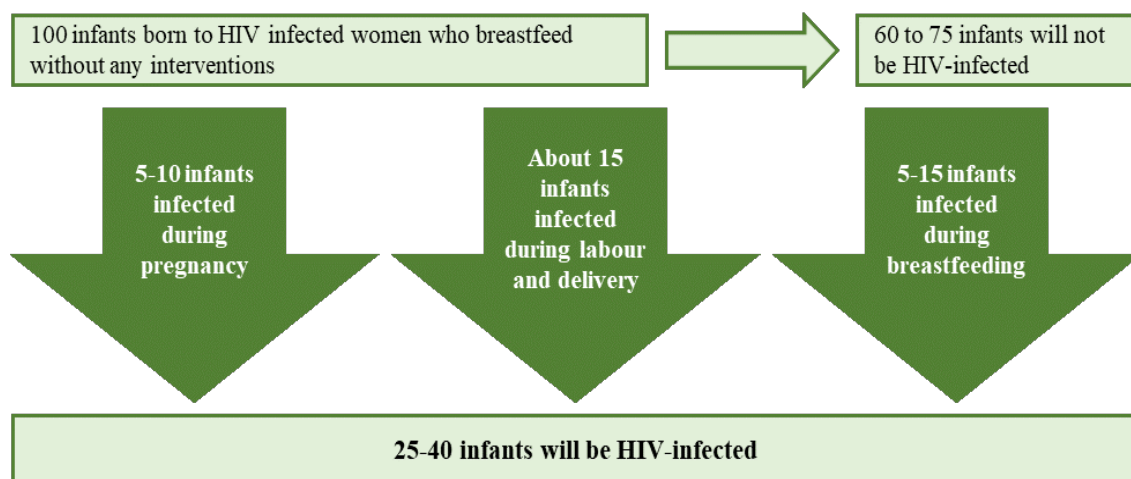 100 infants born to HIV infected women who breastfeed
without any interventions
60 to 75 infants will not
be HIV-infected
5-10 infants
infected
during
pregnancy
About 15
infants
infected
during labour
and delivery
5-15 infants
infected
during
breastfeeding
25-40 infants will be HIV-infected